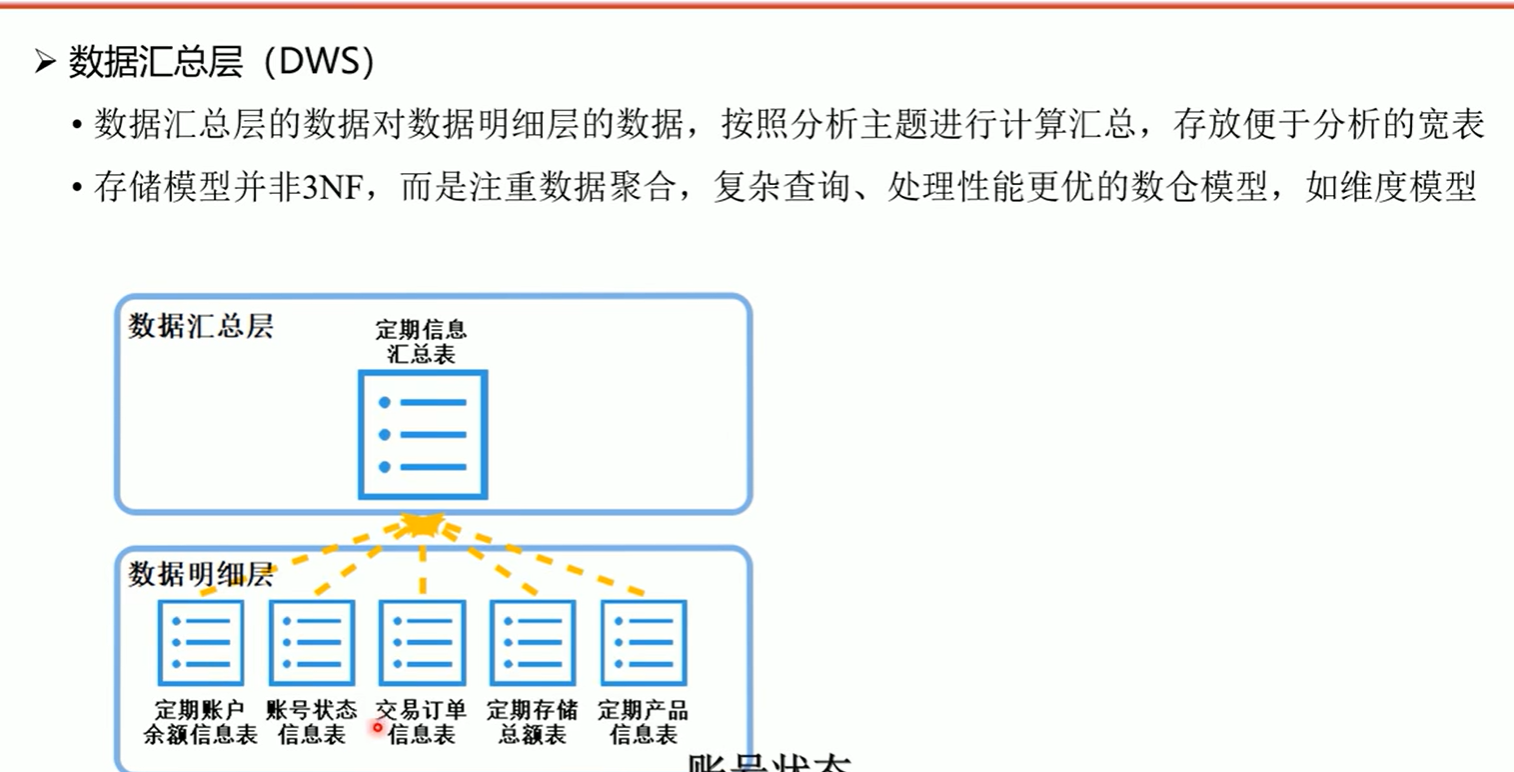 ➢ 数据汇总层（DWS）
• 数据汇总层的数据对数据明细层的数据，按照分析主题进行计算汇总，存放便于分析的宽表
• 存储模型并非3NF，而是注重数据聚合，复杂查询、处理性能更优的数仓模型，如维度模型
数据汇总层
定期信息
汇总表
数据明细层
定期账户
余额信息表
账号状态
信息表
交易订单
信息表
定期存储
总额表
定期产品
信息表
账号状态